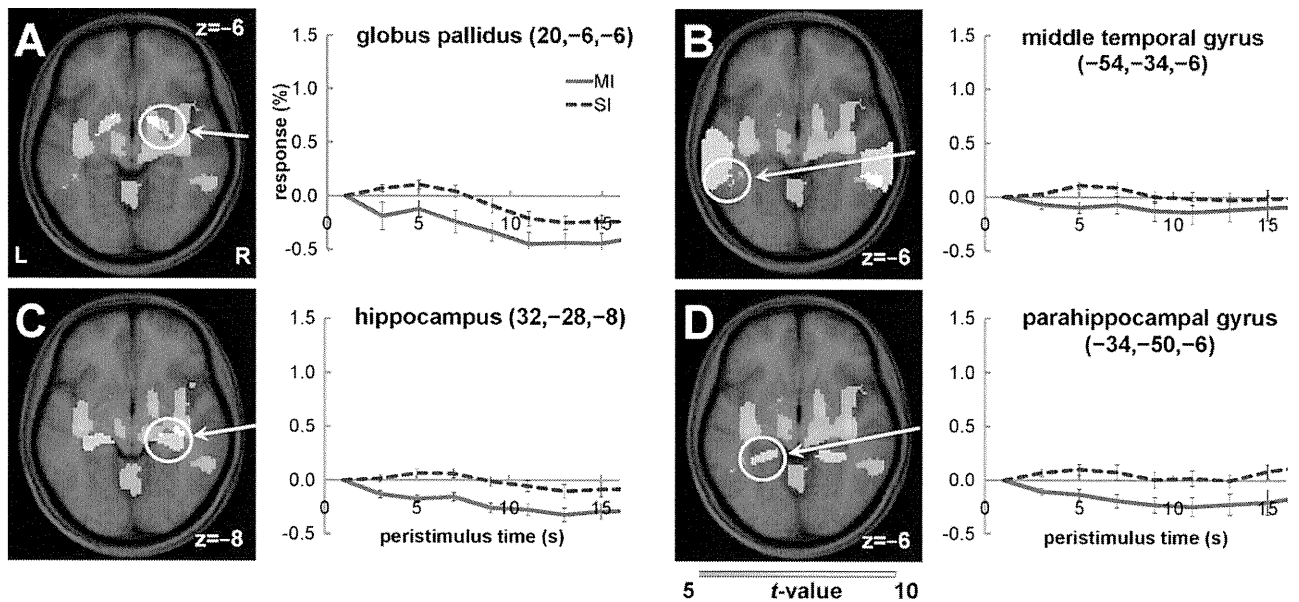 A
z=−6
L
R
globus pallidus (20,−6,−6)
response (%)
1.5
1.0
0.5
0.0
-0.5
0
5
10
15
MI
SI
B
z=−6
middle temporal gyrus
(−54,−34,−6)
1.5
1.0
0.5
0.0
-0.5
0
5
10
15
C
z=−8
hippocampus (32,−28,−8)
1.5
1.0
0.5
0.0
-0.5
0
5
10
15
peristimulus time (s)
D
z=−6
parahippocampal gyrus
(−34,−50,−6)
1.5
1.0
0.5
0.0
-0.5
0
5
10
15
peristimulus time (s)
5
t-value
10